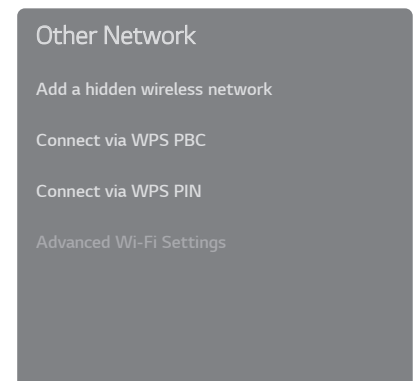 Other Network
Add a hidden wireless network
Connect via WPS PBC
Connect via WPS PIN
Advanced Wi-Fi Settings